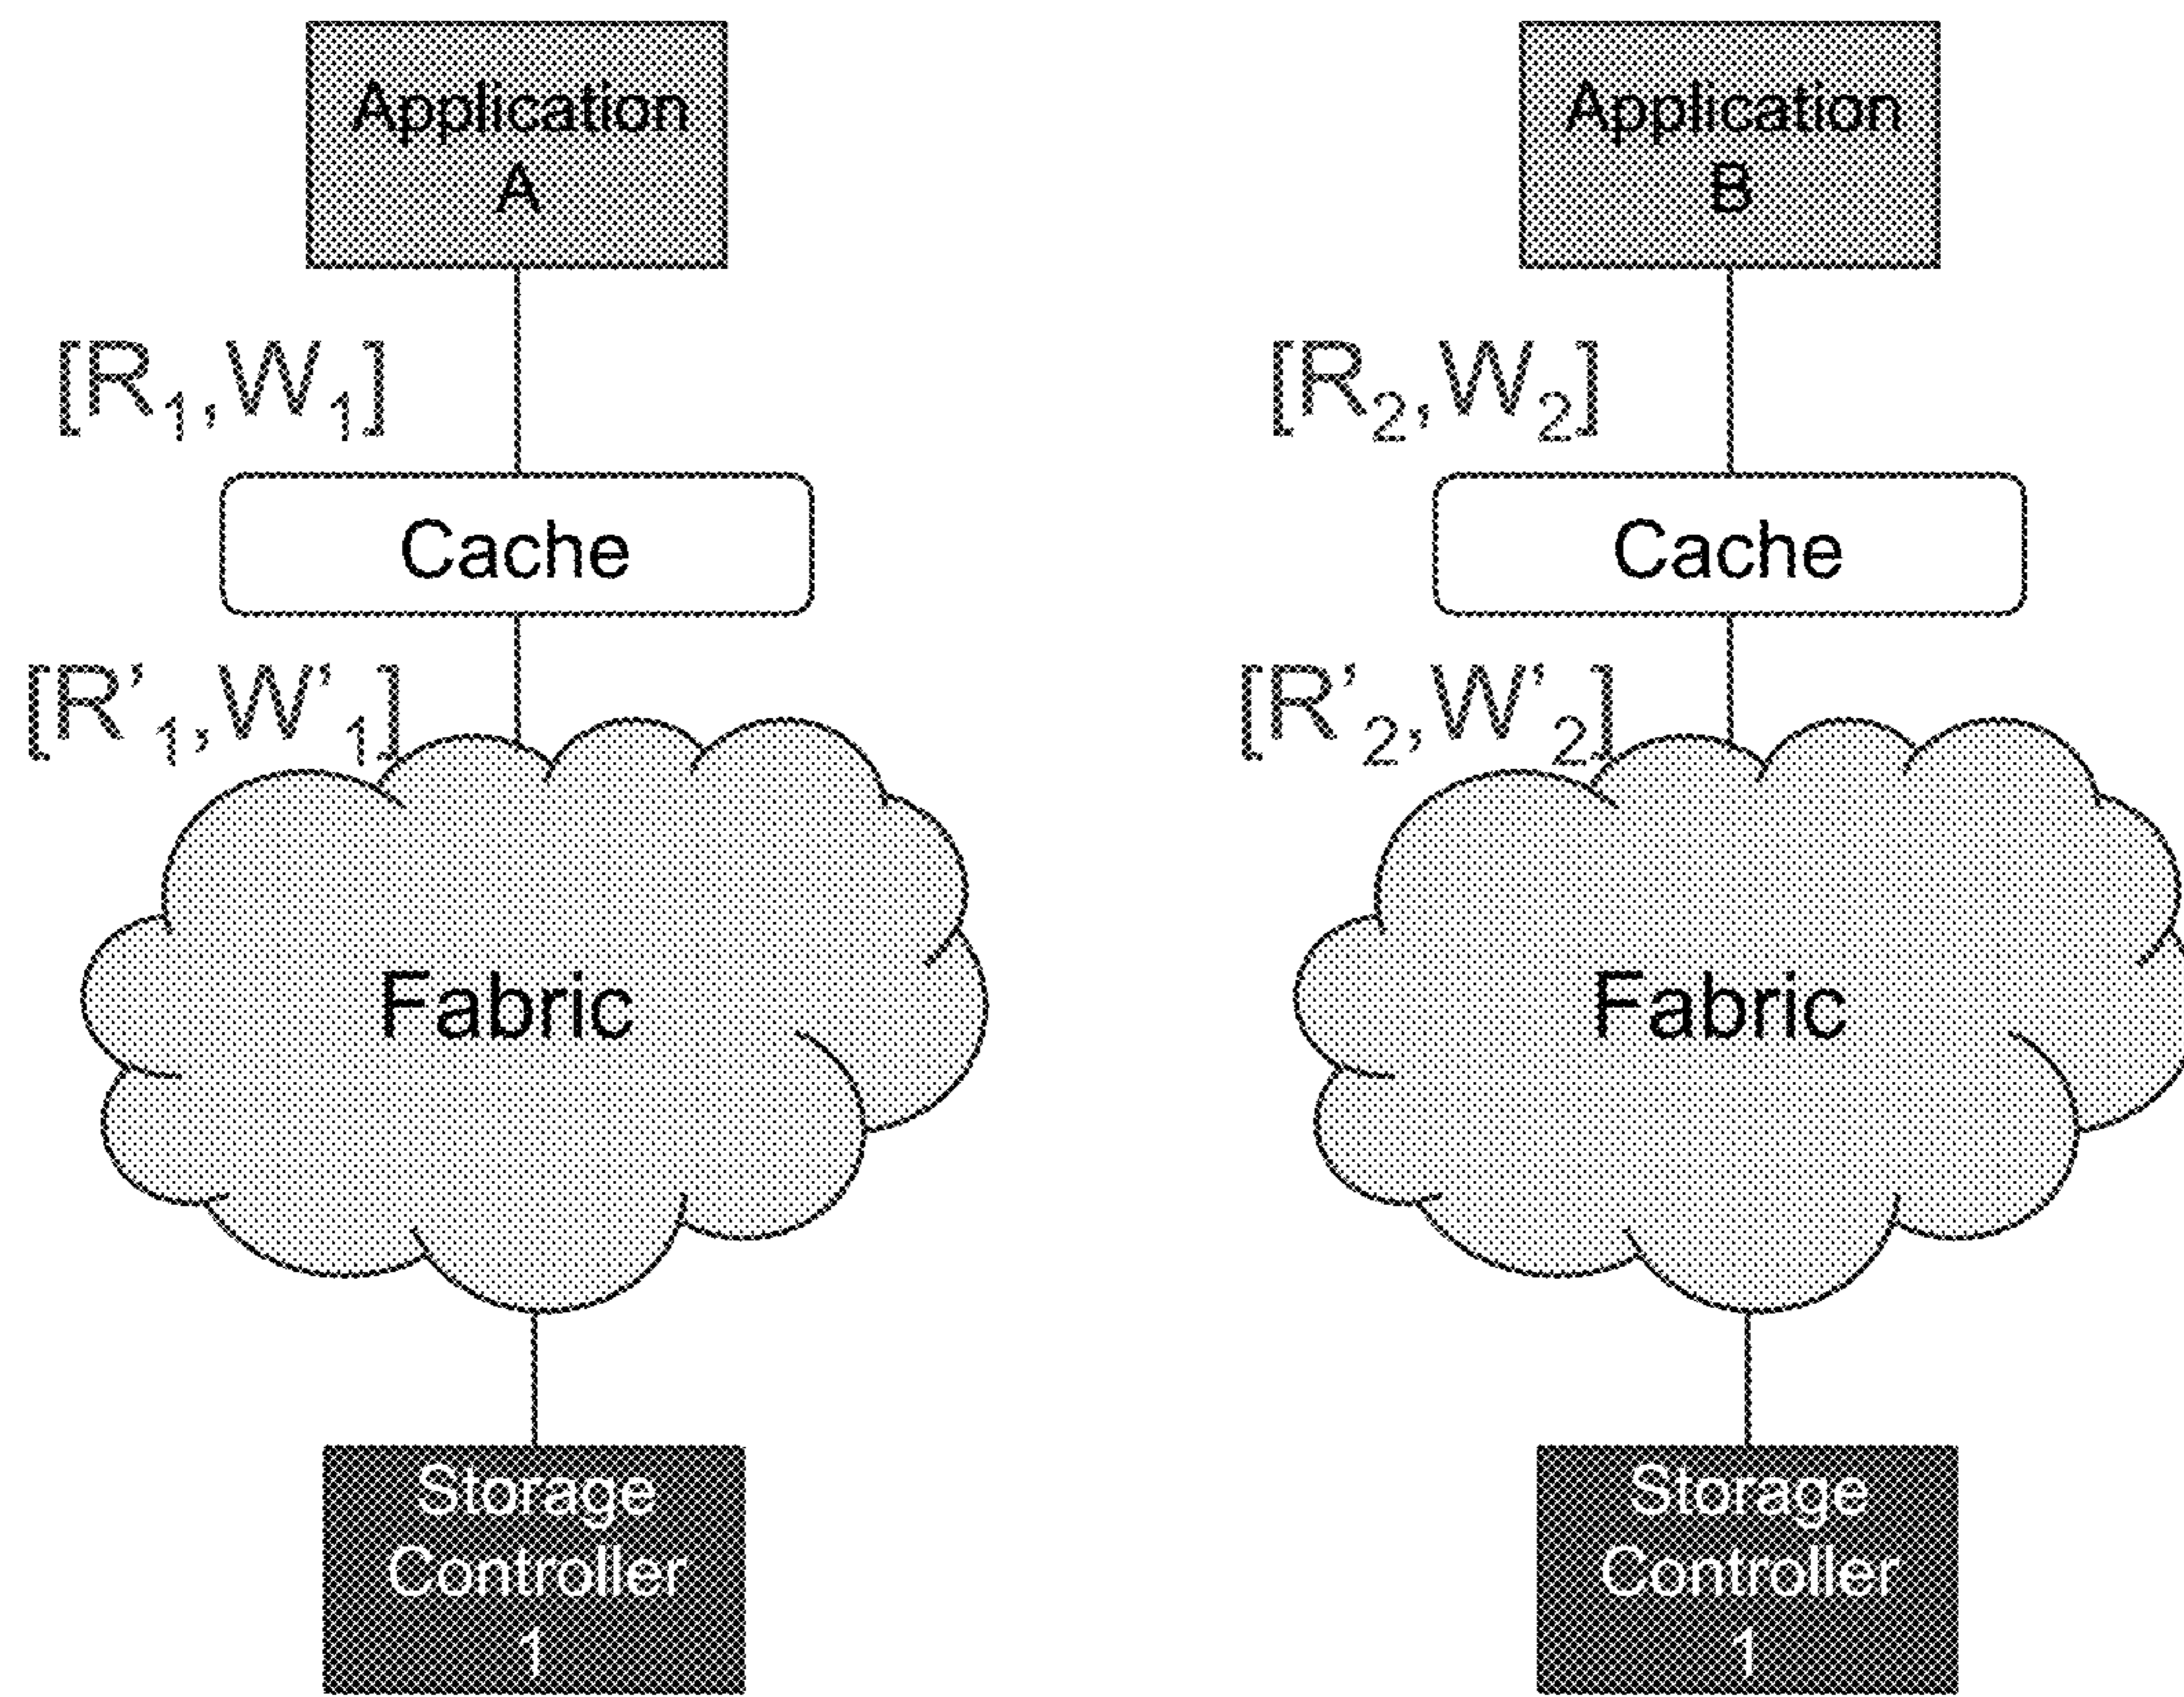 Application
A
[R₁,W₁]
Cache
[R’₁,W’₁]
Fabric
Storage
Controller
1
Application
B
[R₂,W₂]
Cache
[R’₂,W’₂]
Fabric
Storage
Controller
1